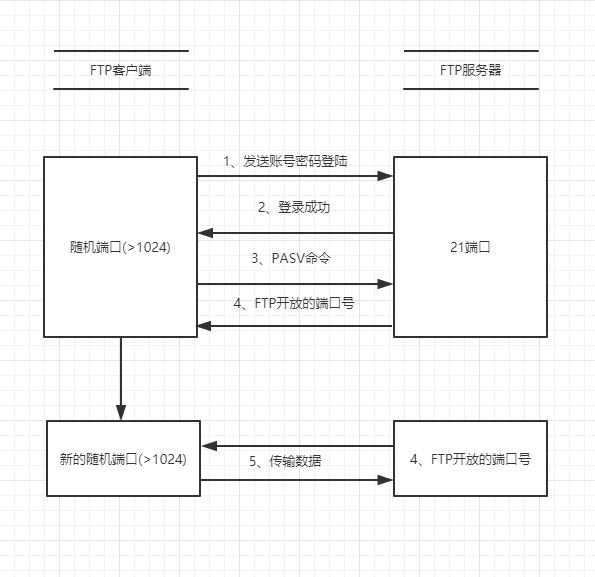 FTP客户端
FTP服务器
1、发送账号密码登陆
2、登录成功
随机端口(>1024)
21端口
3、PASV命令
4、FTP开放的端口号
新的随机端口(>1024)
5、传输数据
4、FTP开放的端口号